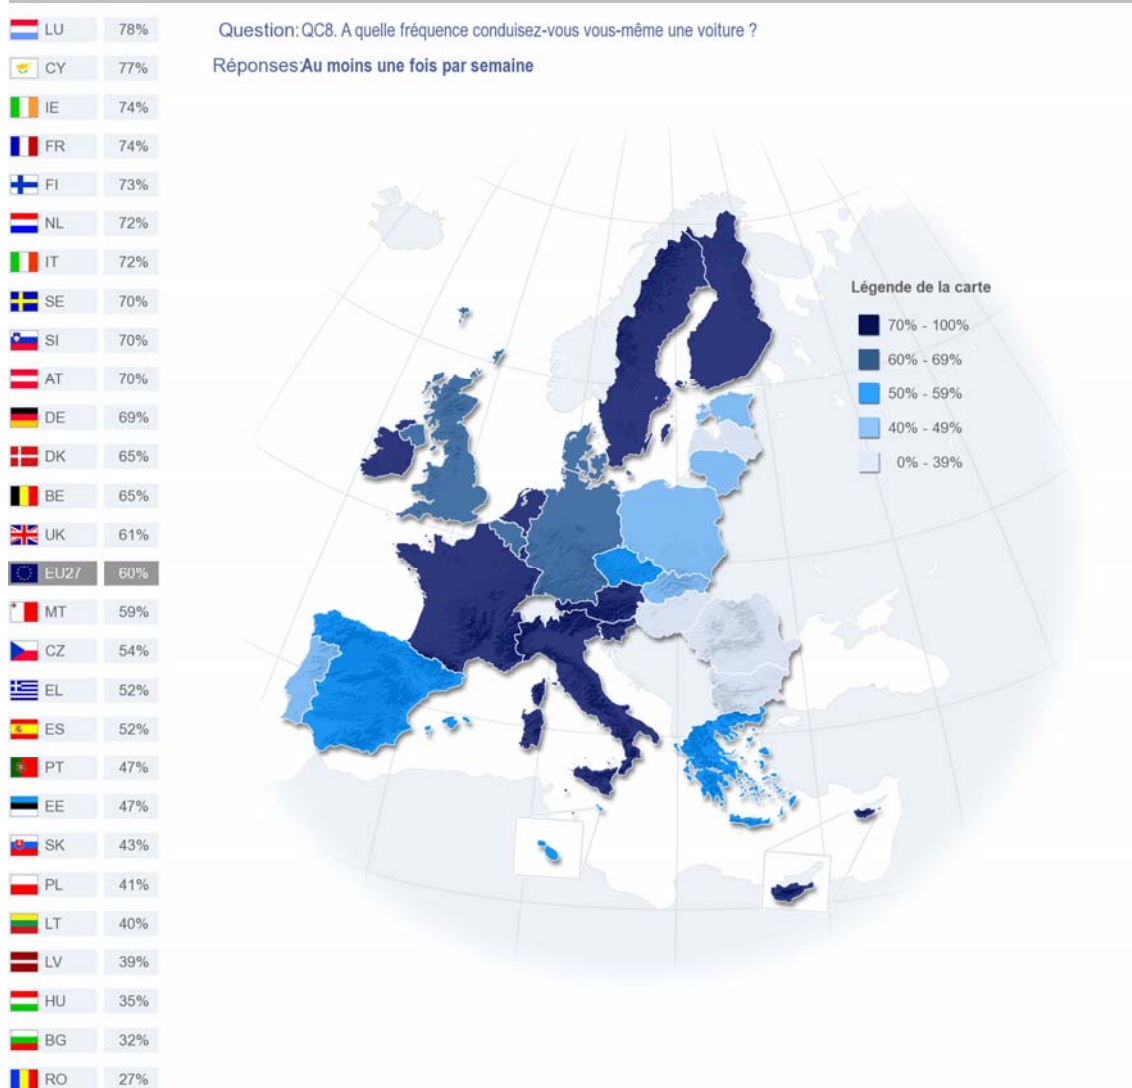 Question: QC8. A quelle fréquence conduisez-vous vous-même une voiture ?
Réponses:Au moins une fois par semaine
LU 78%
CY 77%
IE 74%
FR 74%
FI 73%
NL 72%
IT 72%
SE 70%
SI 70%
AT 70%
DE 69%
DK 65%
BE 65%
UK 61%
EU27 60%
MT 59%
CZ 54%
EL 52%
ES 52%
PT 47%
EE 47%
SK 43%
PL 41%
LT 40%
LV 39%
HU 35%
BG 32%
RO 27%
Légende de la carte
70% - 100%
60% - 69%
50% - 59%
40% - 49%
0% - 39%